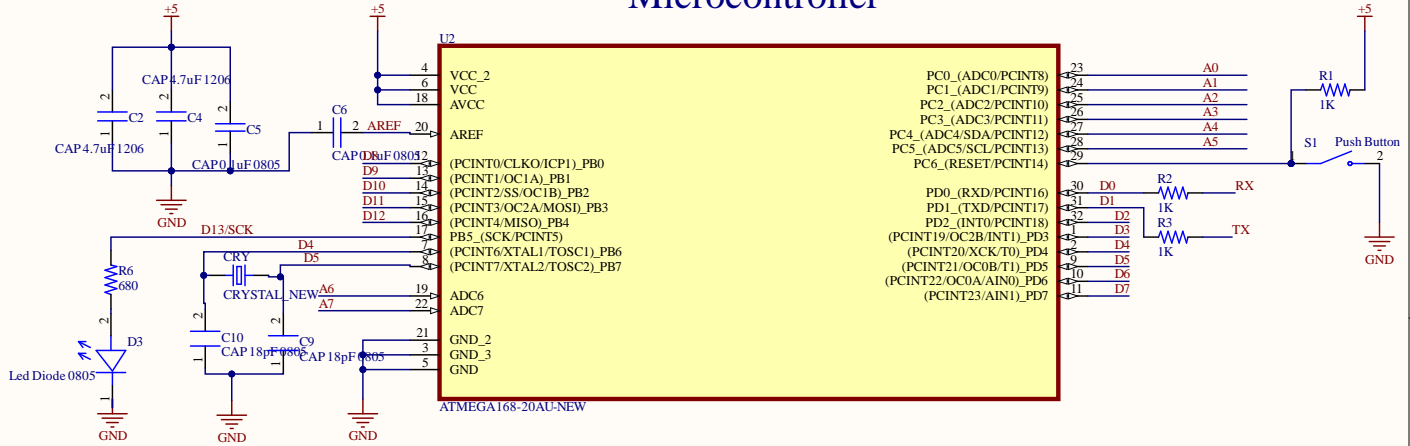 Microcontroller
+5
+5
+5
U2
CAP 4.7uF 1206
2
2
2
C2
C4
C5
1
1
1
CAP 4.7uF 1206
CAP 0.1uF 0805
GND
C6
1
2
AREF
CAP 0.1uF 0805
4 VCC_2
6 VCC
18 AVCC
20 AREF
D8 12 (PCINT0/CLKO/ICP1)_PB0
D9 13 (PCINT1/OC1A)_PB1
D10 14 (PCINT2/SS/OC1B)_PB2
D11 15 (PCINT3/OC2A/MOSI)_PB3
D12 16 (PCINT4/MISO)_PB4
D13/SCK 17 PB5_(SCK/PCINT5)
D4 7 (PCINT6/XTAL1/TOSC1)_PB6
D5 8 (PCINT7/XTAL2/TOSC2)_PB7
A6 19 ADC6
A7 22 ADC7
21 GND_2
3 GND_3
5 GND
PC0_(ADC0/PCINT8) 23 A0
PC1_(ADC1/PCINT9) 24 A1
PC2_(ADC2/PCINT10) 25 A2
PC3_(ADC3/PCINT11) 26 A3
PC4_(ADC4/SDA/PCINT12) 27 A4
PC5_(ADC5/SCL/PCINT13) 28 A5
PC6_(RESET/PCINT14) 29
PD0_(RXD/PCINT16) 30 D0
PD1_(TXD/PCINT17) 31 D1
PD2_(INT0/PCINT18) 32 D2
(PCINT19/OC2B/INT1)_PD3 1 D3
(PCINT20/XCK/T0)_PD4 2 D4
(PCINT21/OC0B/T1)_PD5 9 D5
(PCINT22/OC0A/AIN0)_PD6 10 D6
(PCINT23/AIN1)_PD7 11 D7
ATMEGA168-20AU-NEW
R1
1K
S1
Push Button
1
2
GND
R2
1K
RX
R3
1K
TX
CRY
CRYSTAL_NEW
R6
680
2
D3
Led Diode 0805
1
GND
2
C10
1
CAP 18pF 0805
2
C9
1
CAP 18pF 0805
GND
GND